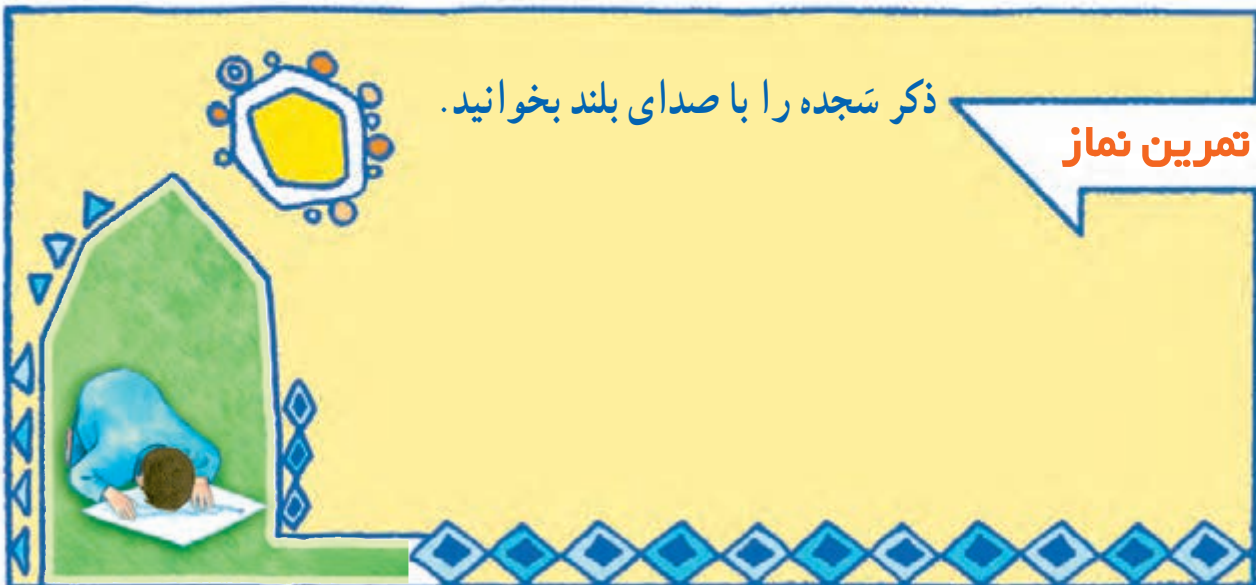 تمرین نماز
ذکر سَجده را با صدای بلند بخوانید.